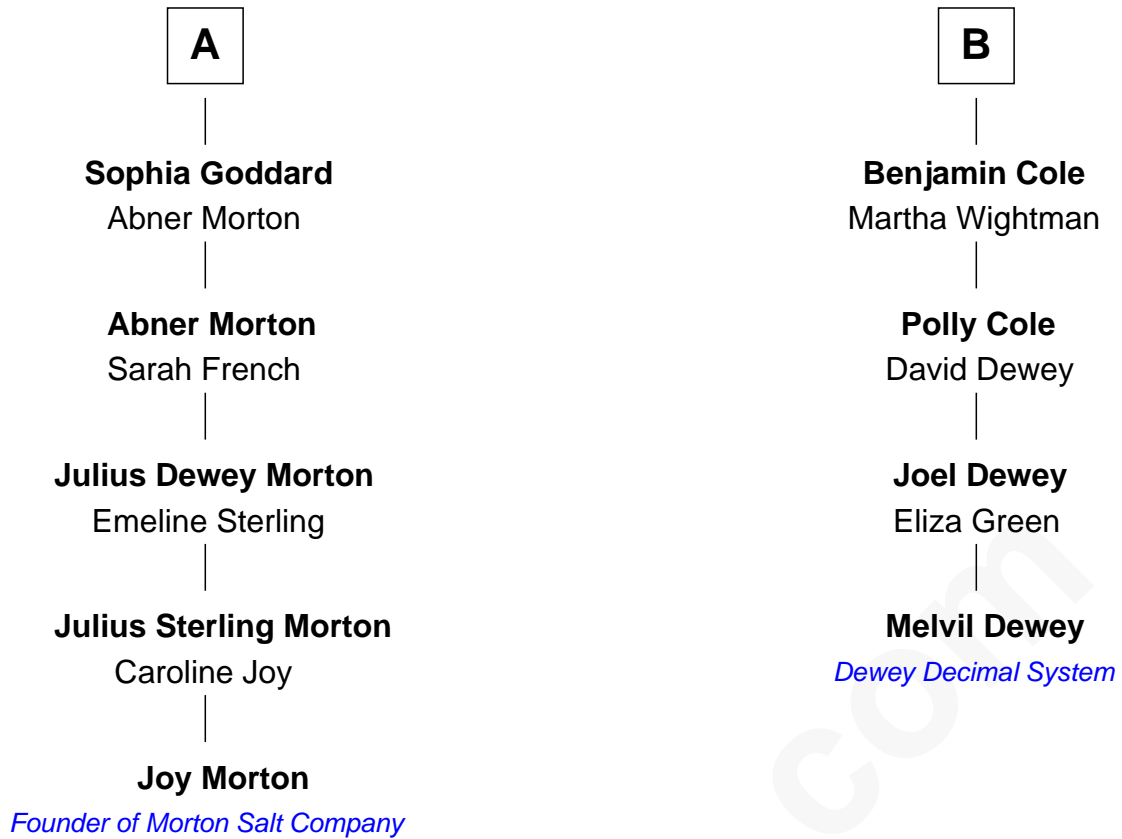 A
Sophia Goddard
Abner Morton
Abner Morton
Sarah French
Julius Dewey Morton
Emeline Sterling
Julius Sterling Morton
Caroline Joy
Joy Morton
Founder of Morton Salt Company
B
Benjamin Cole
Martha Wightman
Polly Cole
David Dewey
Joel Dewey
Eliza Green
Melvil Dewey
Dewey Decimal System
com